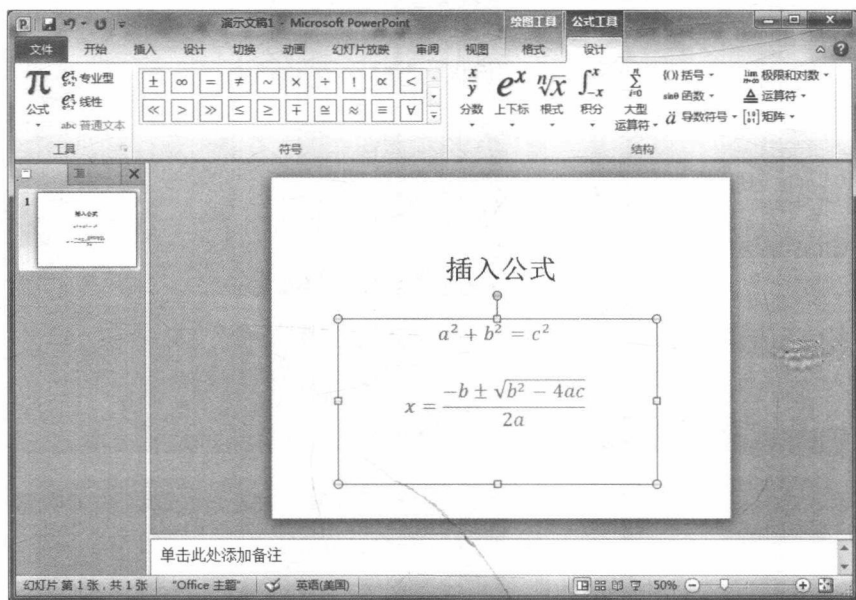 演示文稿1 - Microsoft PowerPoint
绘图工具 公式工具
文件 开始 插入 设计 切换 动画 幻灯片放映 审阅 视图 格式 设计
π 公式
专业型
线性
abc 普通文本
工具
± ∞ = ≠ ~ × ÷ ! ∝ <
≪ > ≫ ≤ ≥ ∓ ≅ ≈ ≡ ∀
符号
x/y 分数
e^x 上下标
ⁿ√x 根式
∫₋ₓˣ 积分
大型运算符
{()} 括号
sinθ 函数
ä 导数符号
lim 极限和对数
≜ 运算符
矩阵
结构
1
插入公式
a² + b² = c²
x = (-b ± √(b² - 4ac)) / 2a
单击此处添加备注
幻灯片 第 1 张，共 1 张 "Office 主题" 英语(美国) 50%